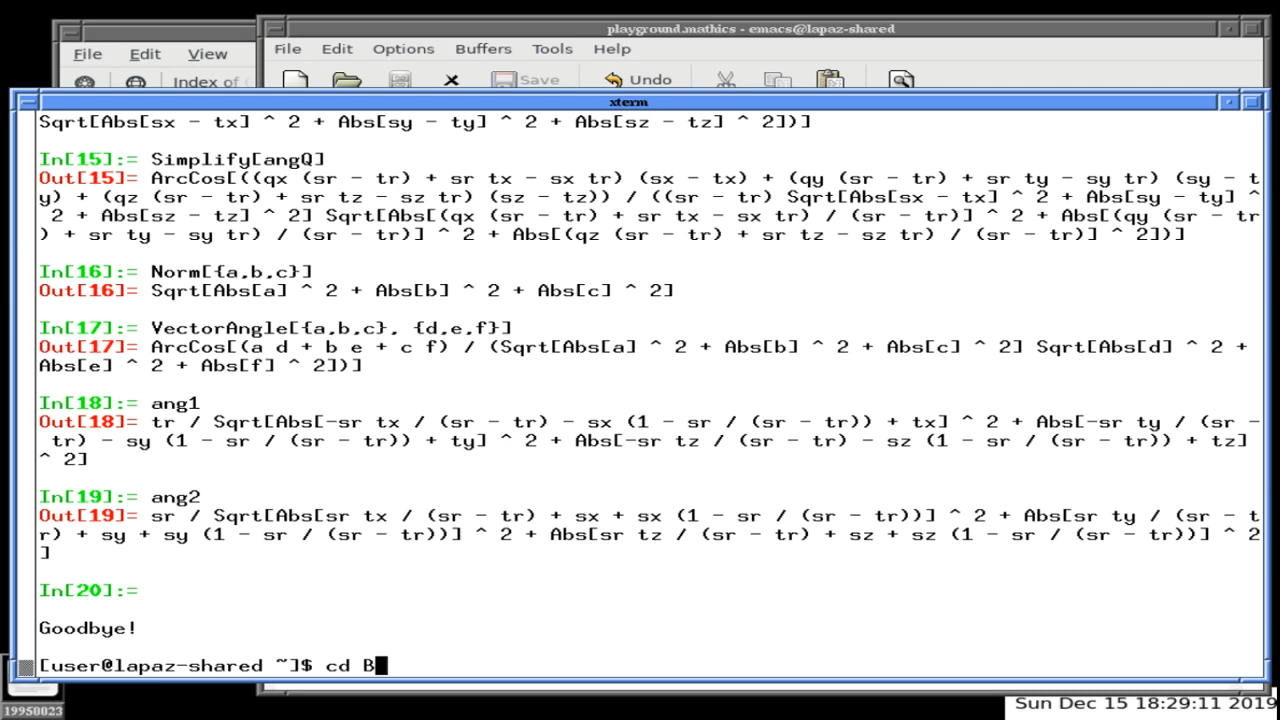 playground.mathics - emacs@lapaz-shared
File Edit Options Buffers Tools Help
File Edit View
Save Undo
Index of
xterm
Sqrt[Abs[sx - tx] ^ 2 + Abs[sy - ty] ^ 2 + Abs[sz - tz] ^ 2])]
In[15]:= Simplify[angQ]
Out[15]= ArcCos[((qx (sr - tr) + sr tx - sx tr) (sx - tx) + (qy (sr - tr) + sr ty - sy tr) (sy - t
y) + (qz (sr - tr) + sr tz - sz tr) (sz - tz)) / ((sr - tr) Sqrt[Abs[sx - tx] ^ 2 + Abs[sy - ty] ^
 2 + Abs[sz - tz] ^ 2] Sqrt[Abs[(qx (sr - tr) + sr tx - sx tr) / (sr - tr)] ^ 2 + Abs[(qy (sr - tr
) + sr ty - sy tr) / (sr - tr)] ^ 2 + Abs[(qz (sr - tr) + sr tz - sz tr) / (sr - tr)] ^ 2])]
In[16]:= Norm[{a,b,c}]
Out[16]= Sqrt[Abs[a] ^ 2 + Abs[b] ^ 2 + Abs[c] ^ 2]
In[17]:= VectorAngle[{a,b,c}, {d,e,f}]
Out[17]= ArcCos[(a d + b e + c f) / (Sqrt[Abs[a] ^ 2 + Abs[b] ^ 2 + Abs[c] ^ 2] Sqrt[Abs[d] ^ 2 +
Abs[e] ^ 2 + Abs[f] ^ 2])]
In[18]:= ang1
Out[18]= tr / Sqrt[Abs[-sr tx / (sr - tr) - sx (1 - sr / (sr - tr)) + tx] ^ 2 + Abs[-sr ty / (sr -
 tr) - sy (1 - sr / (sr - tr)) + ty] ^ 2 + Abs[-sr tz / (sr - tr) - sz (1 - sr / (sr - tr)) + tz]
^ 2]
In[19]:= ang2
Out[19]= sr / Sqrt[Abs[sr tx / (sr - tr) + sx + sx (1 - sr / (sr - tr))] ^ 2 + Abs[sr ty / (sr - t
r) + sy + sy (1 - sr / (sr - tr))] ^ 2 + Abs[sr tz / (sr - tr) + sz + sz (1 - sr / (sr - tr))] ^ 2
]
In[20]:=
Goodbye!
[user@lapaz-shared ~]$ cd B
19950023
Sun Dec 15 18:29:11 2019